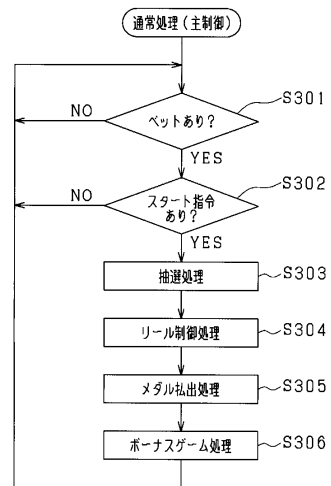 通常処理(主制御)
S301
ベットあり?
NO
YES
S302
スタート指令
あり?
NO
YES
抽選処理
S303
リール制御処理
S304
メダル払出処理
S305
ボーナスゲーム処理
S306